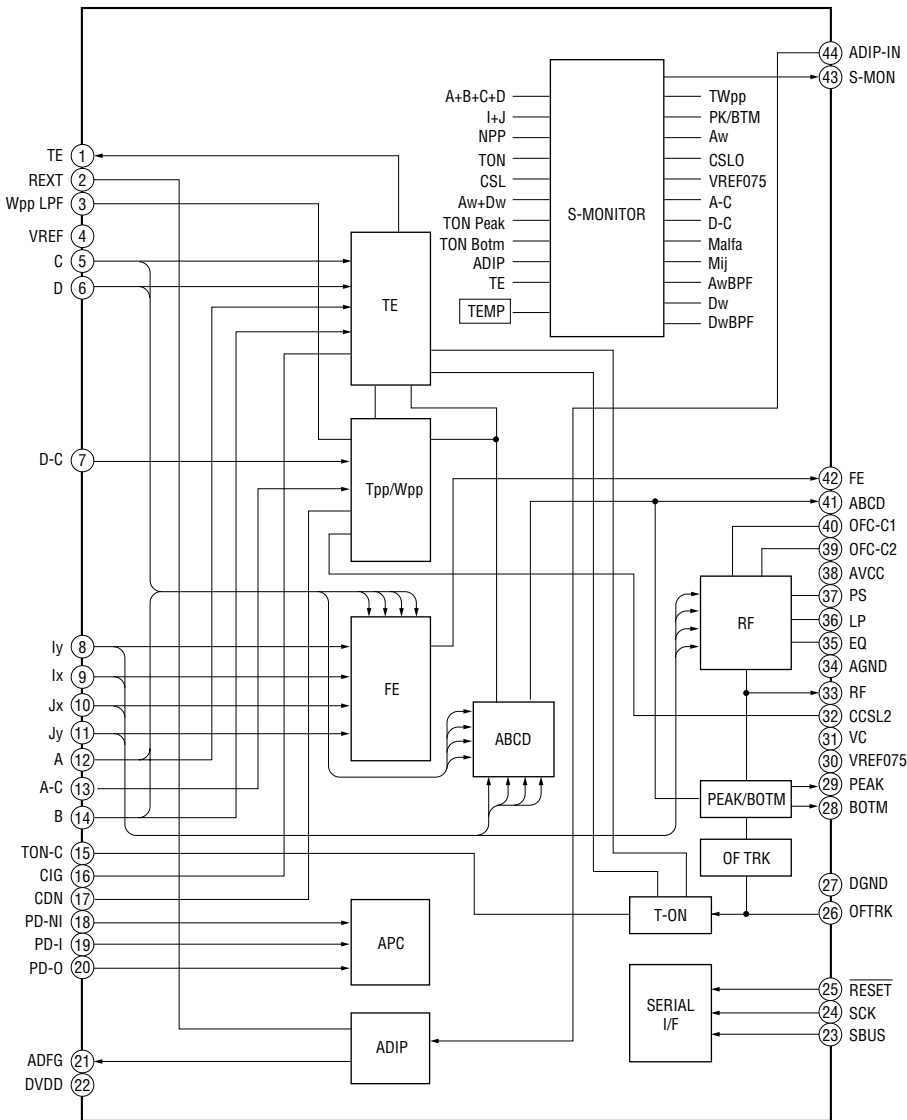 44 ADIP-IN
43 S-MON
A+B+C+D
I+J
NPP
TON
CSL
Aw+Dw
TON Peak
TON Botm
ADIP
TE
TEMP
S-MONITOR
TWpp
PK/BTM
Aw
CSLO
VREF075
A-C
D-C
Malfa
Mij
AwBPF
Dw
DwBPF
TE 1
REXT 2
Wpp LPF 3
VREF 4
C 5
D 6
TE
D-C 7
Tpp/Wpp
42 FE
41 ABCD
40 OFC-C1
39 OFC-C2
38 AVCC
37 PS
36 LP
35 EQ
34 AGND
33 RF
32 CCSL2
31 VC
30 VREF075
29 PEAK
28 BOTM
RF
Iy 8
Ix 9
Jx 10
Jy 11
A 12
A-C 13
B 14
FE
ABCD
PEAK/BOTM
OF TRK
TON-C 15
CIG 16
CDN 17
PD-NI 18
PD-I 19
PD-O 20
APC
T-ON
27 DGND
26 OFTRK
SERIAL
I/F
25 RESET
24 SCK
23 SBUS
ADIP
ADFG 21
DVDD 22